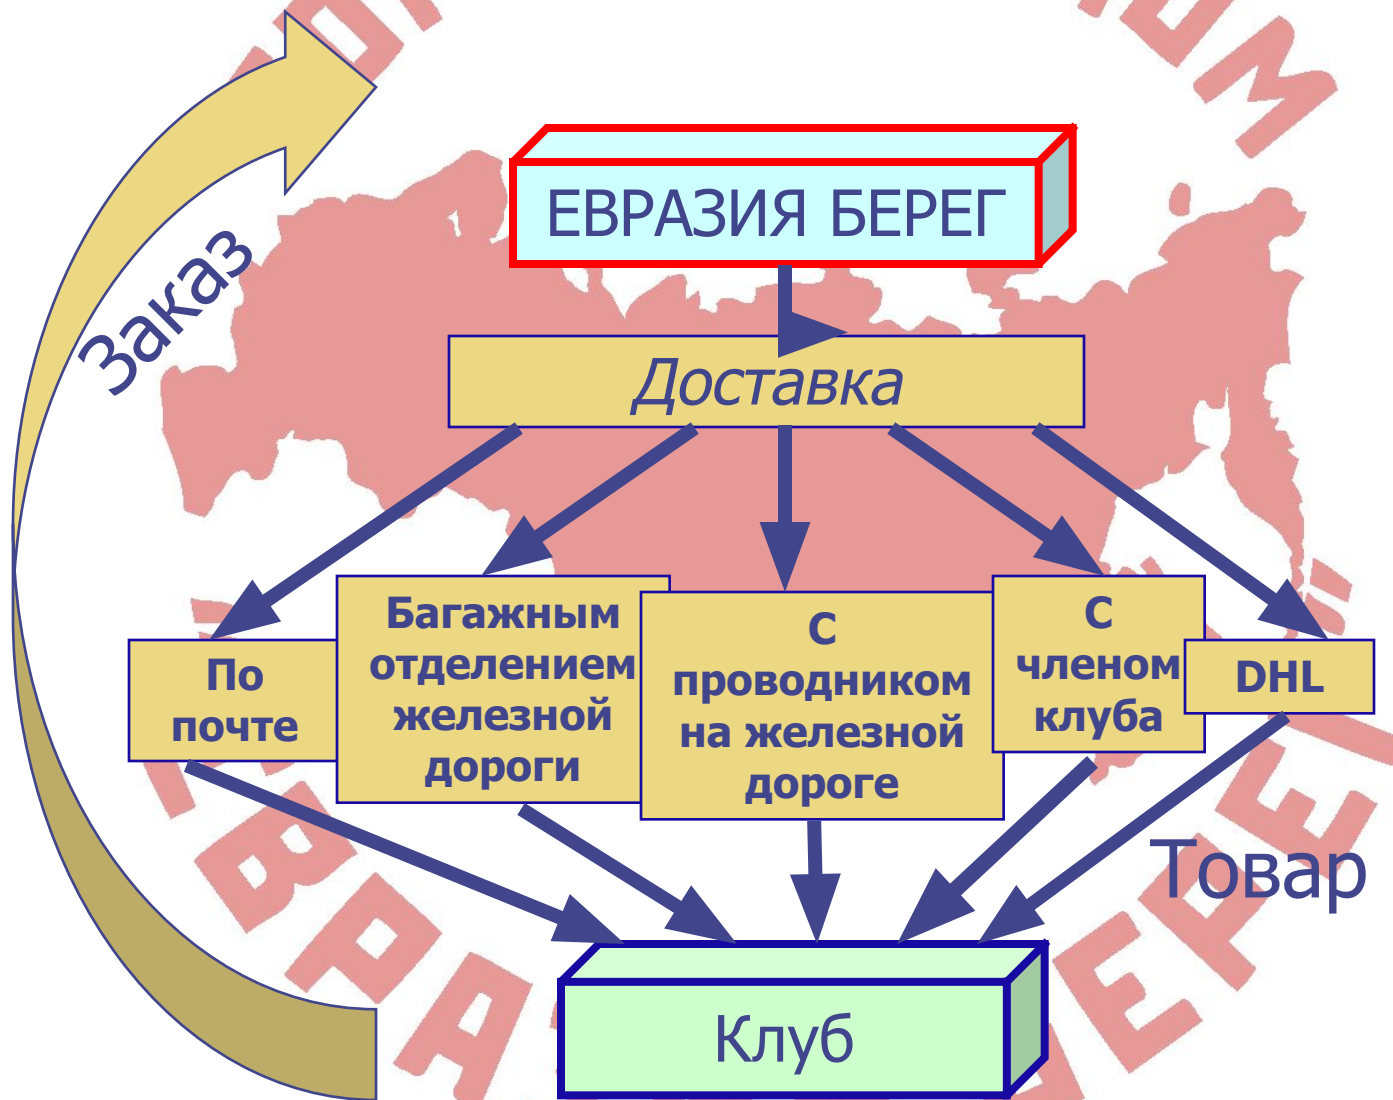 ЕВРАЗИЯ БЕРЕГ
Заказ
Доставка
По
почте
Багажным
отделением
железной
дороги
С
проводником
на железной
дороге
С
членом
клуба
DHL
Товар
Клуб